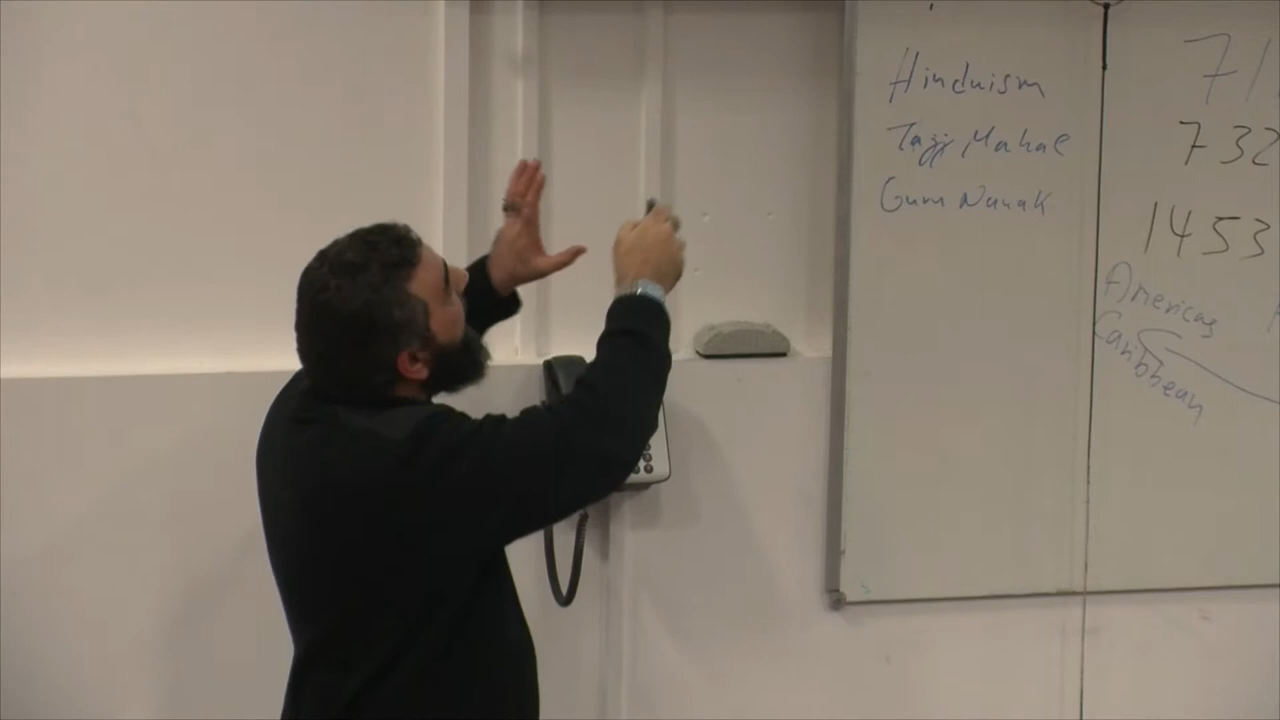 Hinduism
Tajj Mahal
Guru Nanak
71
732
1453
Americas
Caribbean